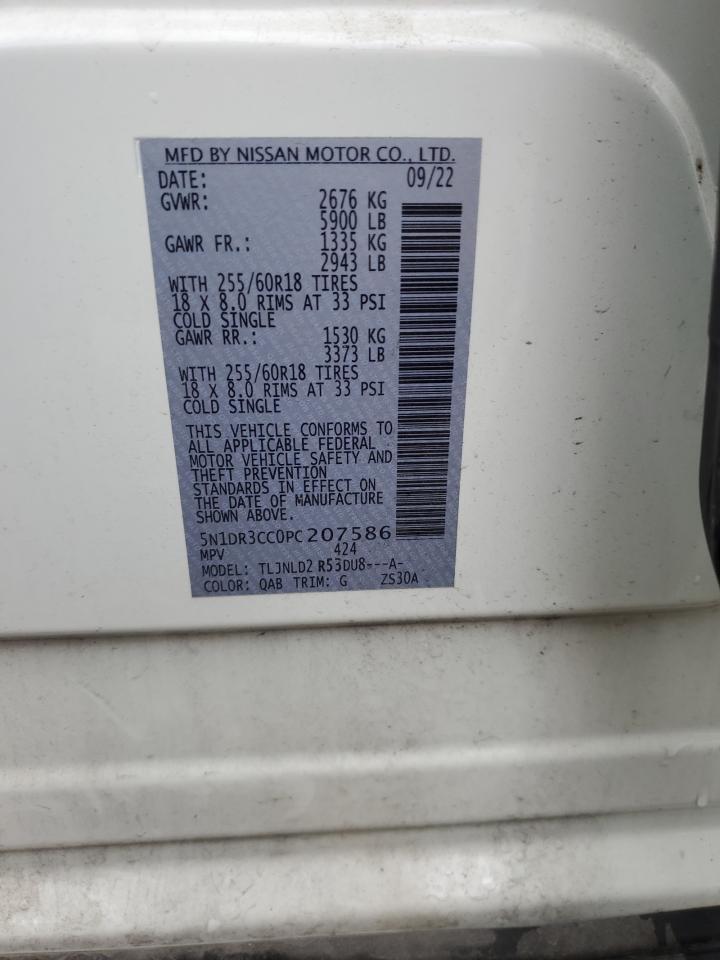 MFD BY NISSAN MOTOR CO., LTD.
DATE: 09/22
GVWR: 2676 KG
5900 LB
GAWR FR.: 1335 KG
2943 LB
WITH 255/60R18 TIRES
18 X 8.0 RIMS AT 33 PSI
COLD SINGLE
GAWR RR.: 1530 KG
3373 LB
WITH 255/60R18 TIRES
18 X 8.0 RIMS AT 33 PSI
COLD SINGLE
THIS VEHICLE CONFORMS TO
ALL APPLICABLE FEDERAL
MOTOR VEHICLE SAFETY AND
THEFT PREVENTION
STANDARDS IN EFFECT ON
THE DATE OF MANUFACTURE
SHOWN ABOVE.
5N1DR3CC0PC207586
MPV 424
MODEL: TLJNLD2 R53DU8---A-
COLOR: QAB TRIM: G ZS30A